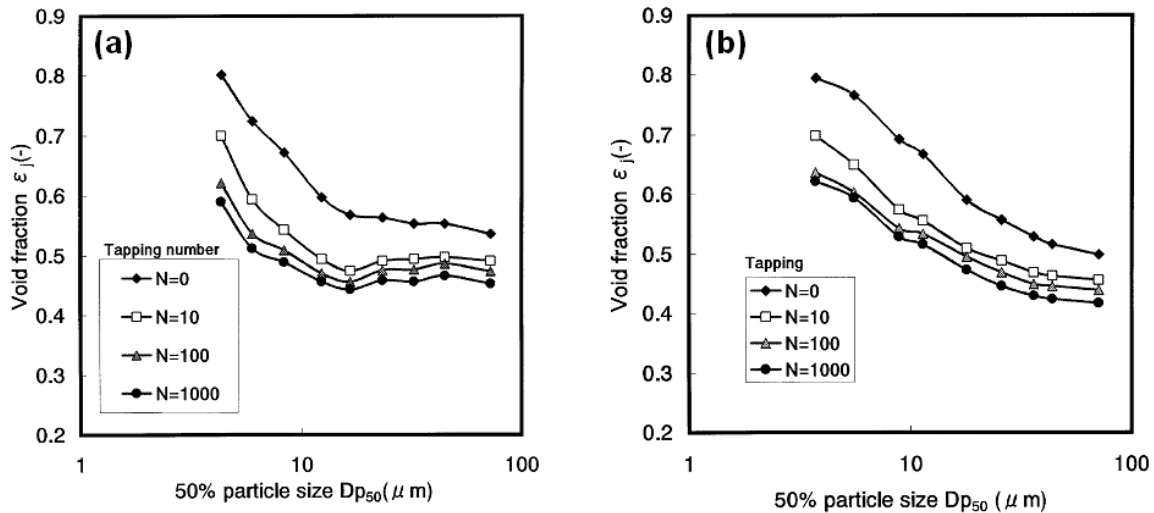 (a)
0.9
0.8
0.7
0.6
0.5
0.4
0.3
0.2
Void fraction ε j(-)
Tapping number
N=0
N=10
N=100
N=1000
1
10
100
50% particle size Dp50(μm)
(b)
0.9
0.8
0.7
0.6
0.5
0.4
0.3
0.2
Void fraction ε j(-)
Tapping
N=0
N=10
N=100
N=1000
1
10
100
50% particle size Dp50 (μm)